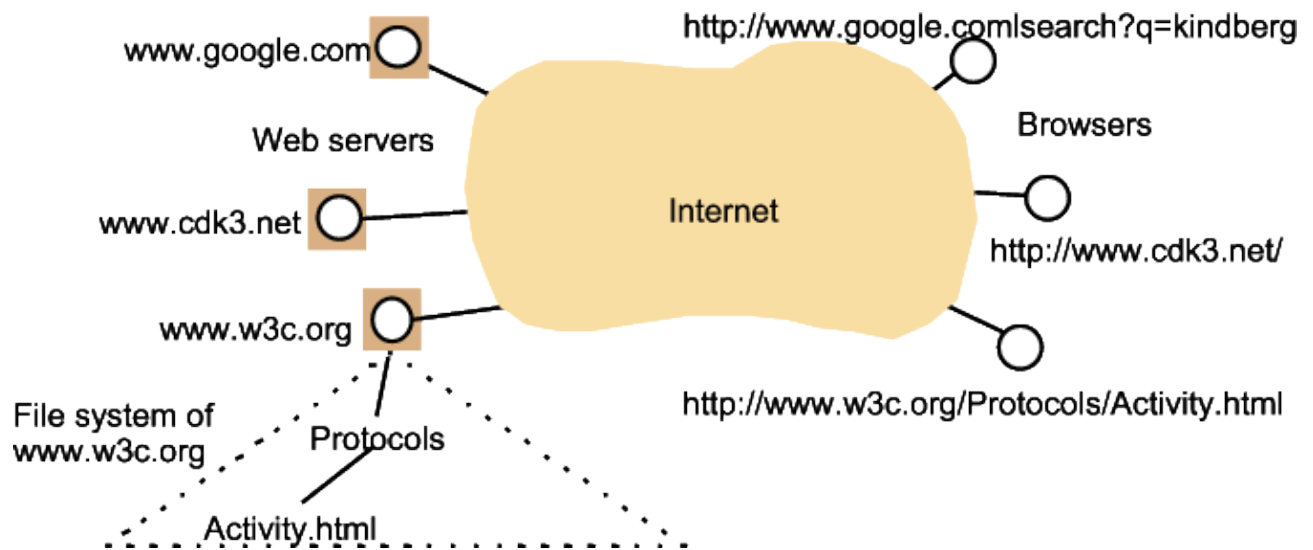 http://www.google.comlsearch?q=kindberg
www.google.com
Browsers
Web servers
Internet
www.cdk3.net
http://www.cdk3.net/
www.w3c.org
http://www.w3c.org/Protocols/Activity.html
File system of
www.w3c.org
Protocols
Activity.html